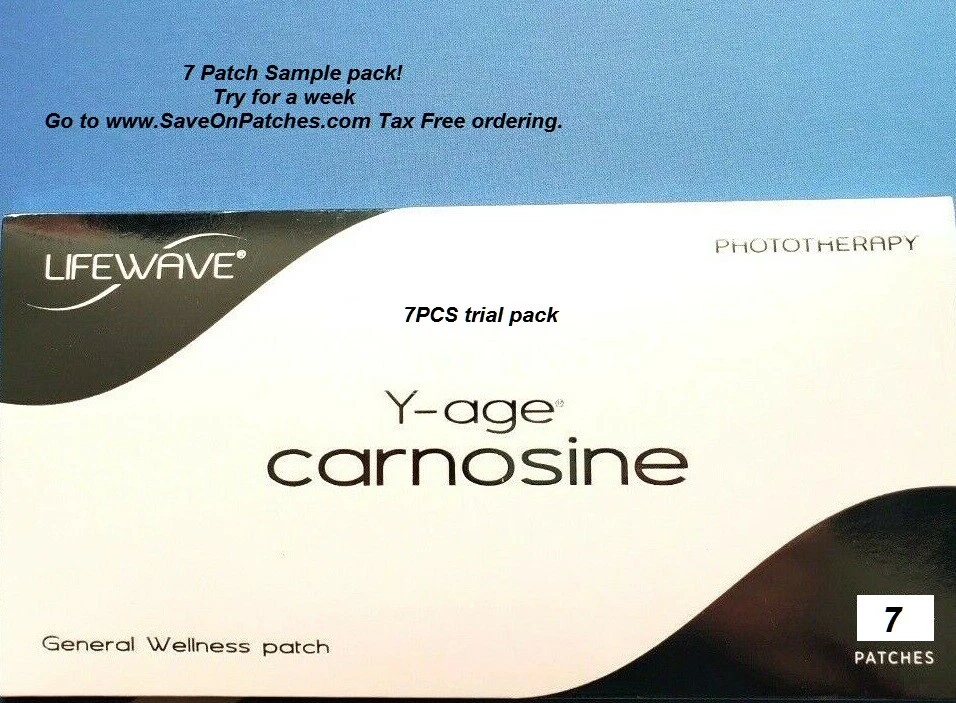 7 Patch Sample pack!
Try for a week
Go to www.SaveOnPatches.com Tax Free ordering.
LIFEWAVE®
PHOTOTHERAPY
7PCS trial pack
Y-age®
carnosine
General Wellness patch
7
PATCHES